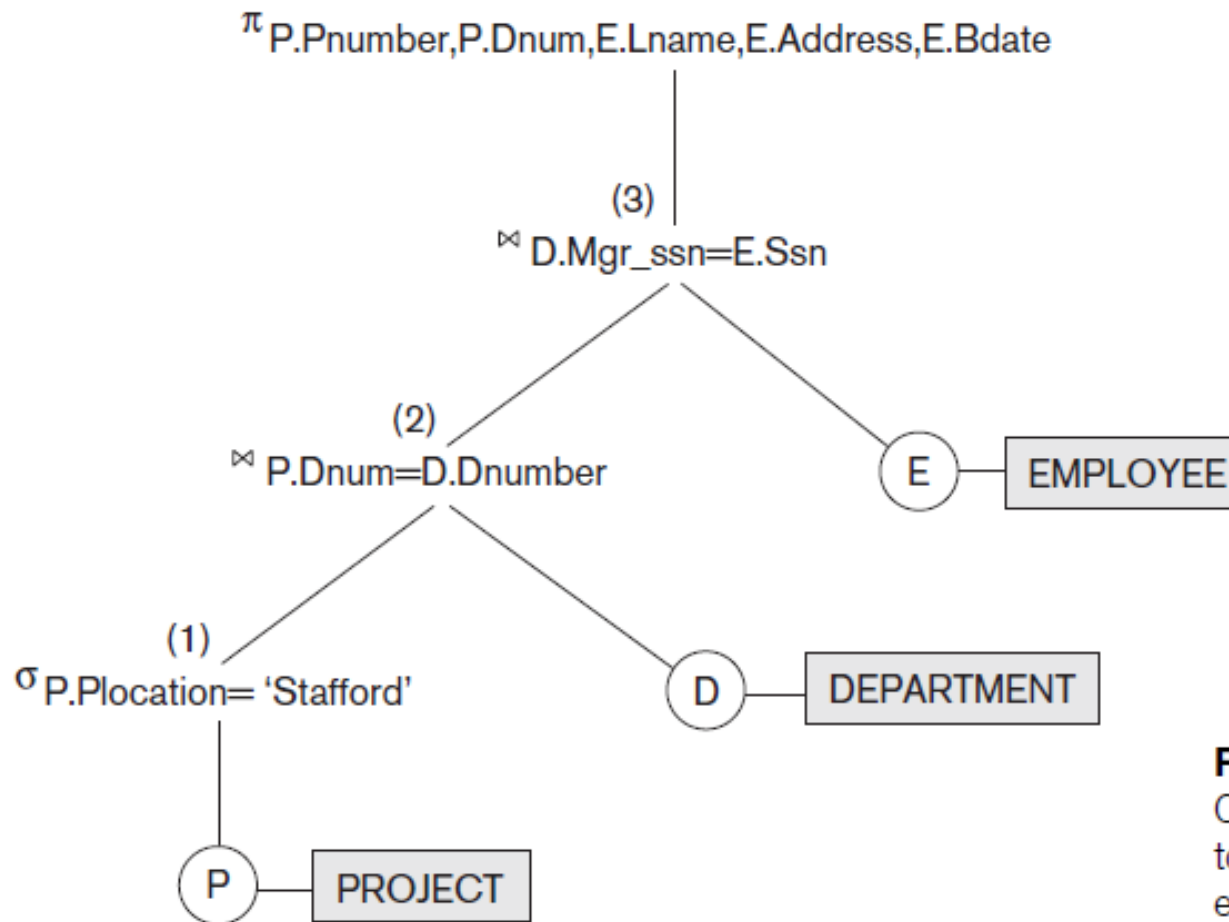 π P.Pnumber,P.Dnum,E.Lname,E.Address,E.Bdate
(3)
⋈ D.Mgr_ssn=E.Ssn
(2)
⋈ P.Dnum=D.Dnumber
E EMPLOYEE
(1)
σ P.Plocation= ‘Stafford’
D DEPARTMENT
P PROJECT